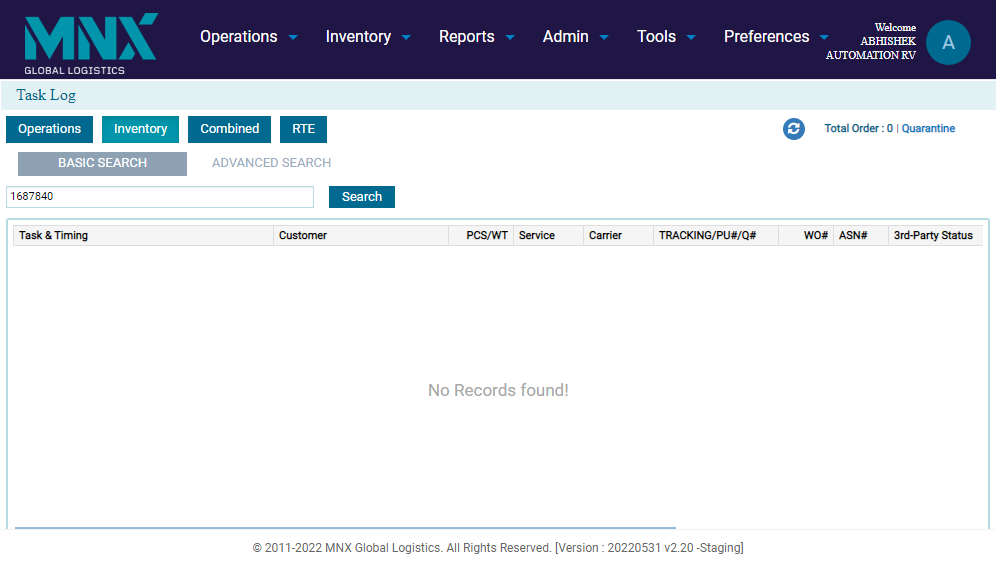 MNX
GLOBAL LOGISTICS
Operations Inventory Reports Admin Tools Preferences
Welcome
ABHISHEK
AUTOMATION RV
A
Task Log
Operations Inventory Combined RTE
Total Order : 0 | Quarantine
BASIC SEARCH ADVANCED SEARCH
1687840 Search
Task & Timing Customer PCS/WT Service Carrier TRACKING/PU#/Q# WO# ASN# 3rd-Party Status
No Records found!
© 2011-2022 MNX Global Logistics. All Rights Reserved. [Version : 20220531 v2.20 -Staging]